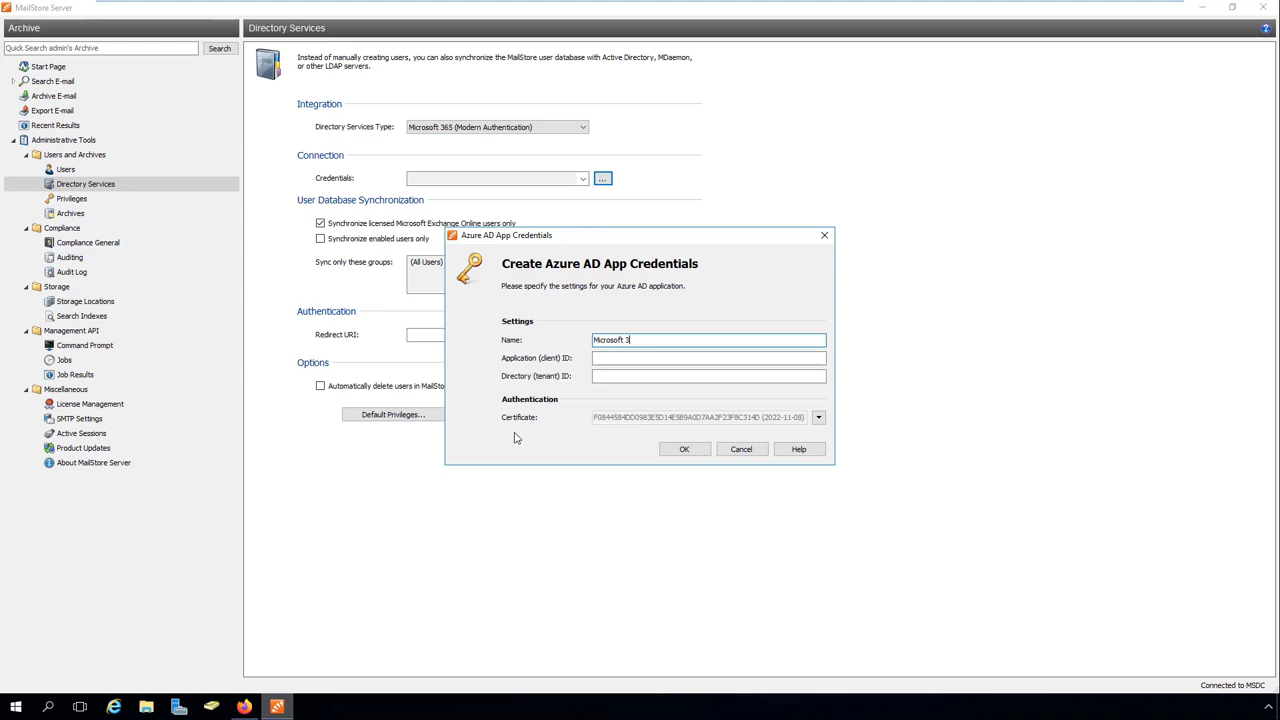 MailStore Server
Archive
Directory Services
Quick Search admin's Archive
Search
Start Page
Search E-mail
Archive E-mail
Export E-mail
Recent Results
Administrative Tools
Users and Archives
Users
Directory Services
Privileges
Archives
Compliance
Compliance General
Auditing
Audit Log
Storage
Storage Locations
Search Indexes
Management API
Command Prompt
Jobs
Job Results
Miscellaneous
License Management
SMTP Settings
Active Sessions
Product Updates
About MailStore Server
Instead of manually creating users, you can also synchronize the MailStore user database with Active Directory, MDaemon,
or other LDAP servers.
Integration
Directory Services Type: Microsoft 365 (Modern Authentication)
Connection
Credentials: ...
User Database Synchronization
Synchronize licensed Microsoft Exchange Online users only
Synchronize enabled users only
Sync only these groups: (All Users)
Authentication
Redirect URI:
Options
Automatically delete users in MailSto
Default Privileges...
Azure AD App Credentials
Create Azure AD App Credentials
Please specify the settings for your Azure AD application.
Settings
Name: Microsoft 3
Application (client) ID:
Directory (tenant) ID:
Authentication
Certificate: F0844584DD0983E5D14E5B9A0D7AA2F23F8C314D (2022-11-08)
OK Cancel Help
Connected to MSDC